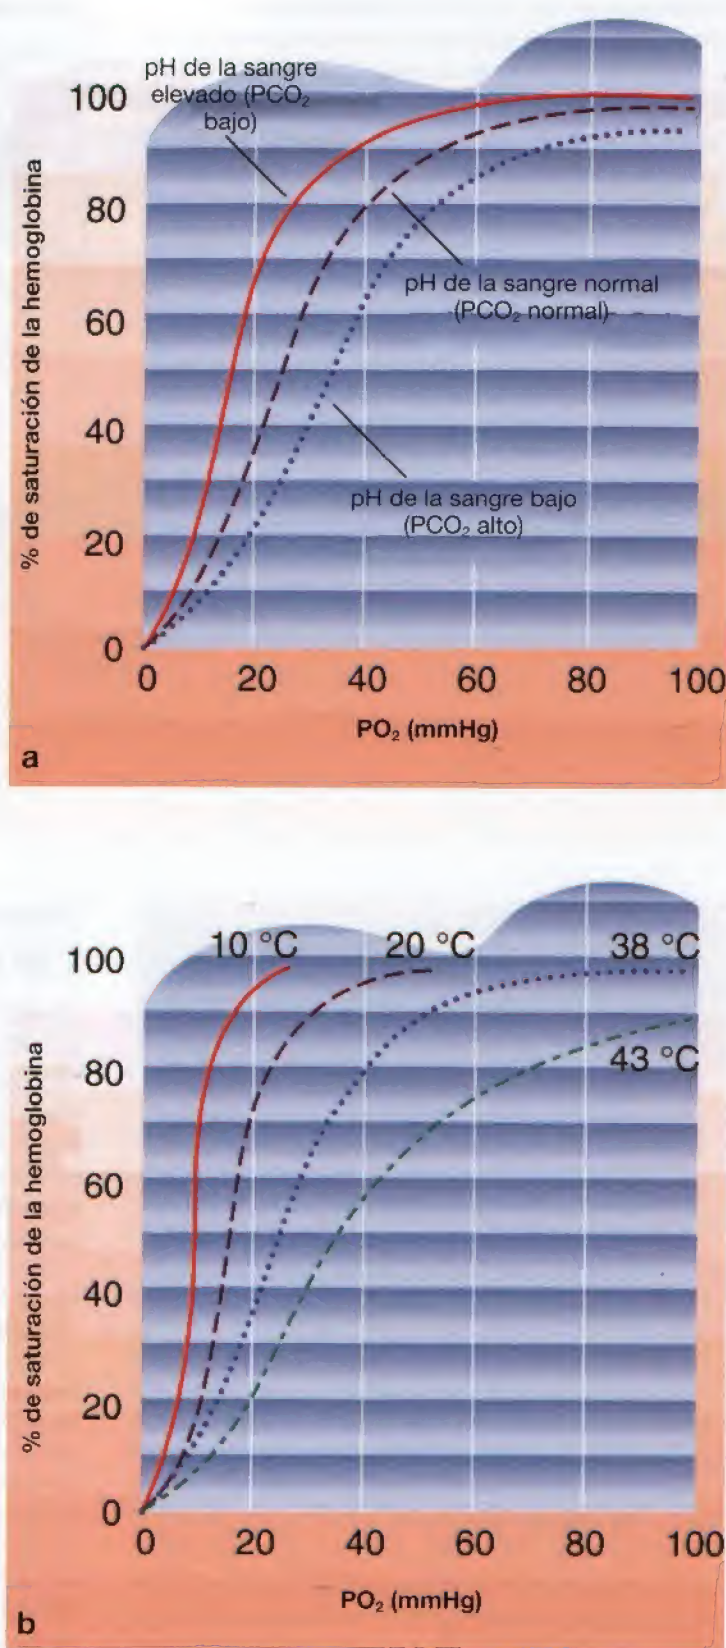 pH de la sangre
elevado (PCO₂
bajo)
100
80
60
40
20
0
% de saturación de la hemoglobina
pH de la sangre normal
(PCO₂ normal)
pH de la sangre bajo
(PCO₂ alto)
0 20 40 60 80 100
PO₂ (mmHg)
a
10 °C 20 °C 38 °C
43 °C
100
80
60
40
20
0
% de saturación de la hemoglobina
0 20 40 60 80 100
PO₂ (mmHg)
b